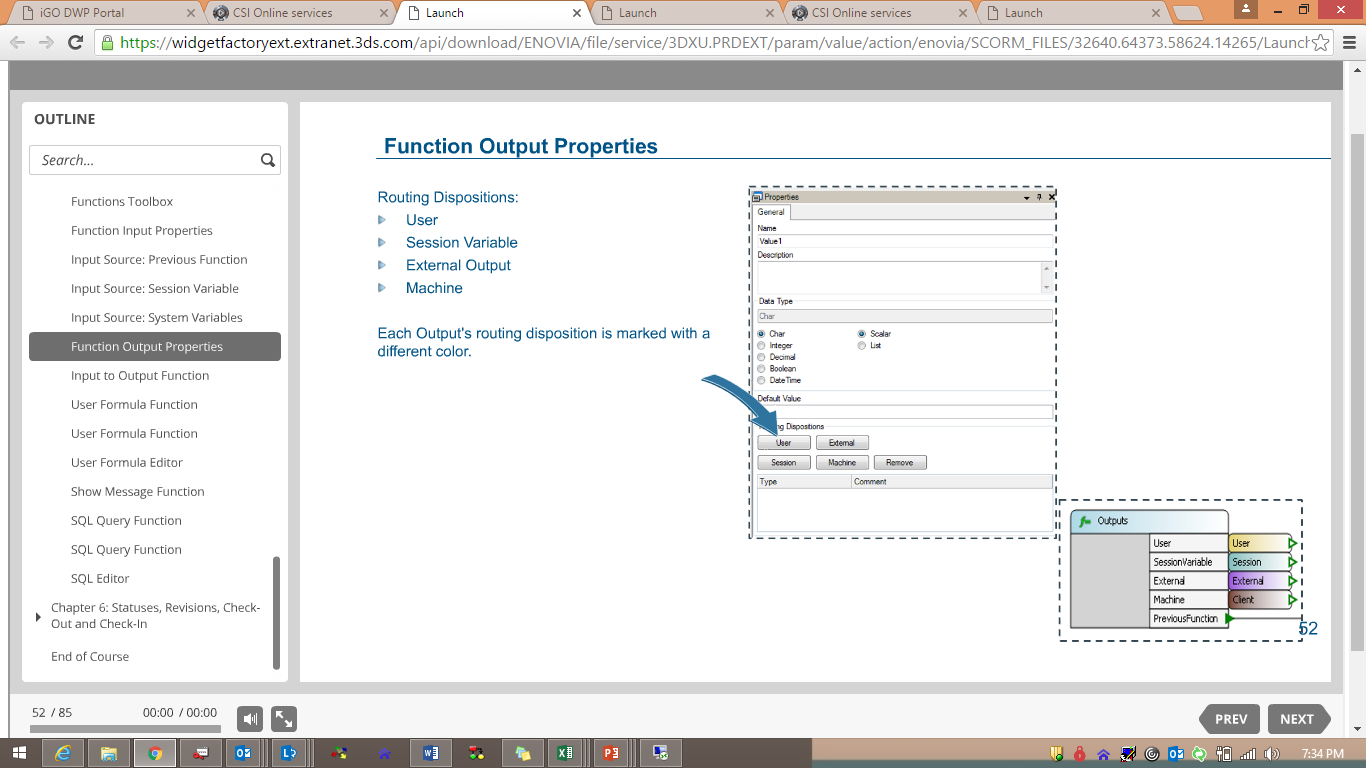 iGO DWP Portal
CSI Online services
Launch
Launch
CSI Online services
Launch
https://widgetfactoryext.extranet.3ds.com/api/download/ENOVIA/file/service/3DXU.PRDEXT/param/value/action/enovia/SCORM_FILES/32640.64373.58624.14265/Launch
OUTLINE
Search...
Functions Toolbox
Function Input Properties
Input Source: Previous Function
Input Source: Session Variable
Input Source: System Variables
Function Output Properties
Input to Output Function
User Formula Function
User Formula Function
User Formula Editor
Show Message Function
SQL Query Function
SQL Query Function
SQL Editor
Chapter 6: Statuses, Revisions, Check-
Out and Check-In
End of Course
Function Output Properties
Routing Dispositions:
User
Session Variable
External Output
Machine
Each Output's routing disposition is marked with a
different color.
Properties
General
Name
Value1
Description
Data Type
Char
Char
Scalar
Integer
List
Decimal
Boolean
DateTime
Default Value
Dispositions
User
External
Session
Machine
Remove
Type
Comment
Outputs
User
User
SessionVariable
Session
External
External
Machine
Client
PreviousFunction
52
52 / 85
00:00 / 00:00
PREV
NEXT
7:34 PM